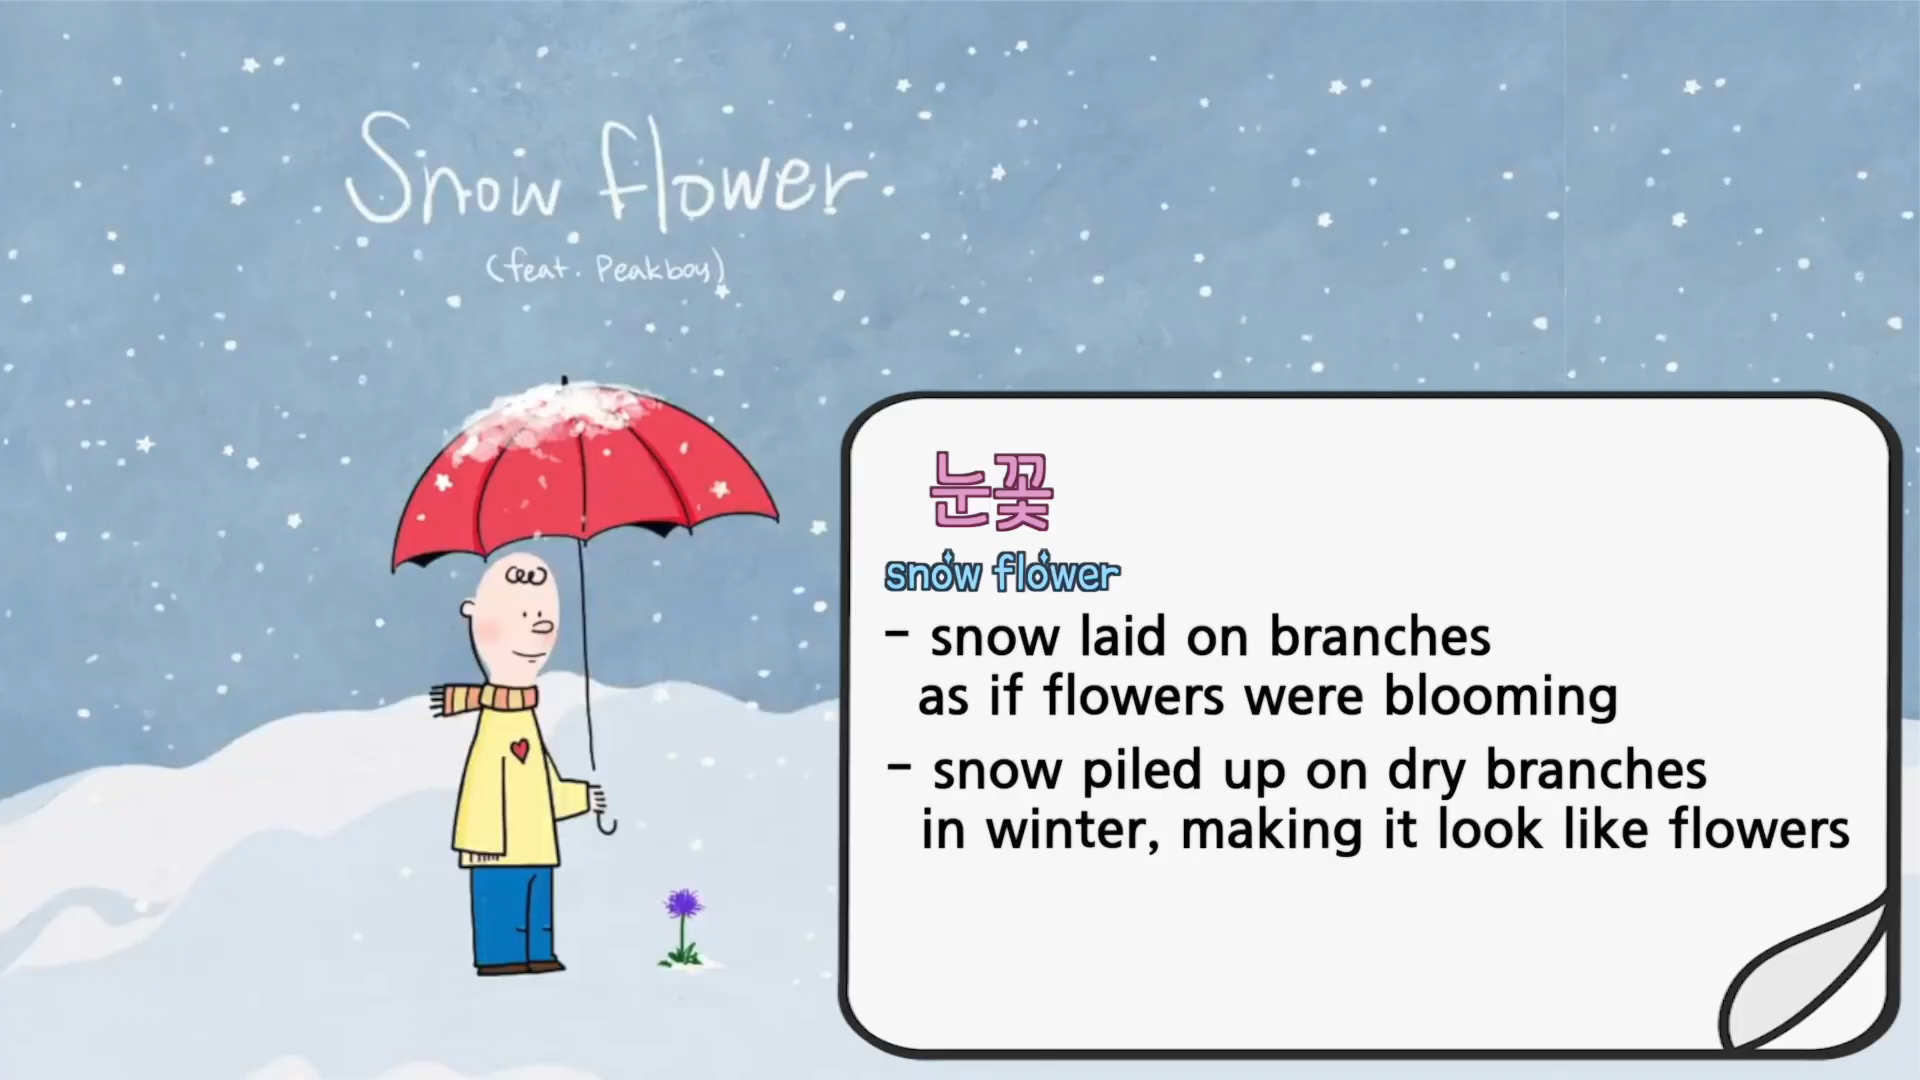 Snow flower
(feat. Peakboy)
눈꽃
snow flower
- snow laid on branches
as if flowers were blooming
- snow piled up on dry branches
in winter, making it look like flowers